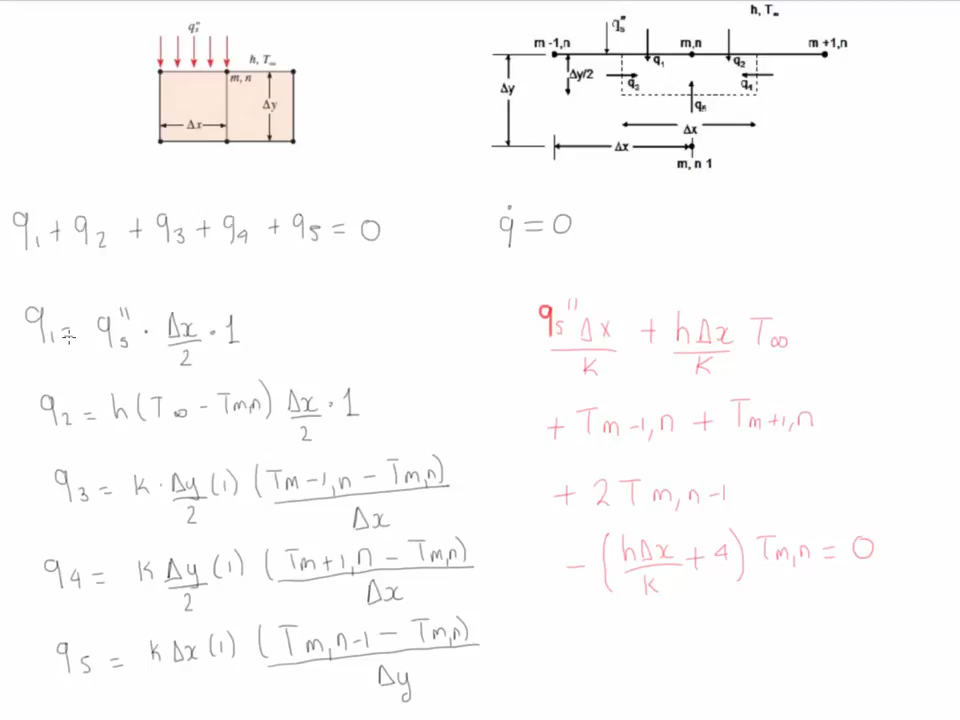 q"s
h, T∞
m, n
Δy
Δx
h, T∞
q"s
m -1,n
m,n
m +1,n
q1
q2
Δy/2
Δy
q3
q4
q5
Δx
Δx
m, n 1
q1 + q2 + q3 + q4 + q5 = 0
q̇ = 0
q1 = qs" · Δx/2 · 1
q2 = h(T∞ - Tm,n) Δx/2 · 1
q3 = k · Δy/2 (1) (Tm-1,n - Tm,n)/Δx
q4 = k Δy/2 (1) (Tm+1,n - Tm,n)/Δx
q5 = k Δx (1) (Tm,n-1 - Tm,n)/Δy
qs" Δx/k + hΔx/k T∞
+ Tm-1,n + Tm+1,n
+ 2Tm,n-1
- (hΔx/k + 4) Tm,n = 0